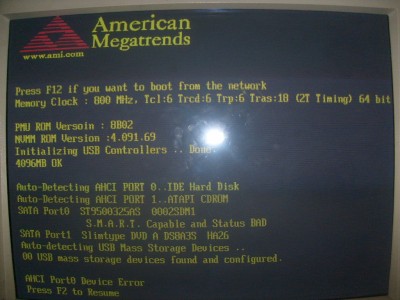 American
Megatrends
www.ami.com
Press F12 if you want to boot from the network
Memory Clock : 800 MHz, Tcl:6 Trcd:6 Trp:6 Tras:18 (2T Timing) 64 bit
PMU ROM Versoin : 8B02
NVMM ROM Version :4.091.69
Initializing USB Controllers .. Done.
4096MB OK
Auto-Detecting AHCI PORT 0..IDE Hard Disk
Auto-Detecting AHCI PORT 1..ATAPI CDROM
SATA Port0 ST9500325AS 0002SDM1
S.M.A.R.T. Capable and Status BAD
SATA Port1 Slimtype DVD A DS8A3S HA26
Auto-detecting USB Mass Storage Devices ..
00 USB mass storage devices found and configured.
AHCI Port0 Device Error
Press F2 to Resume